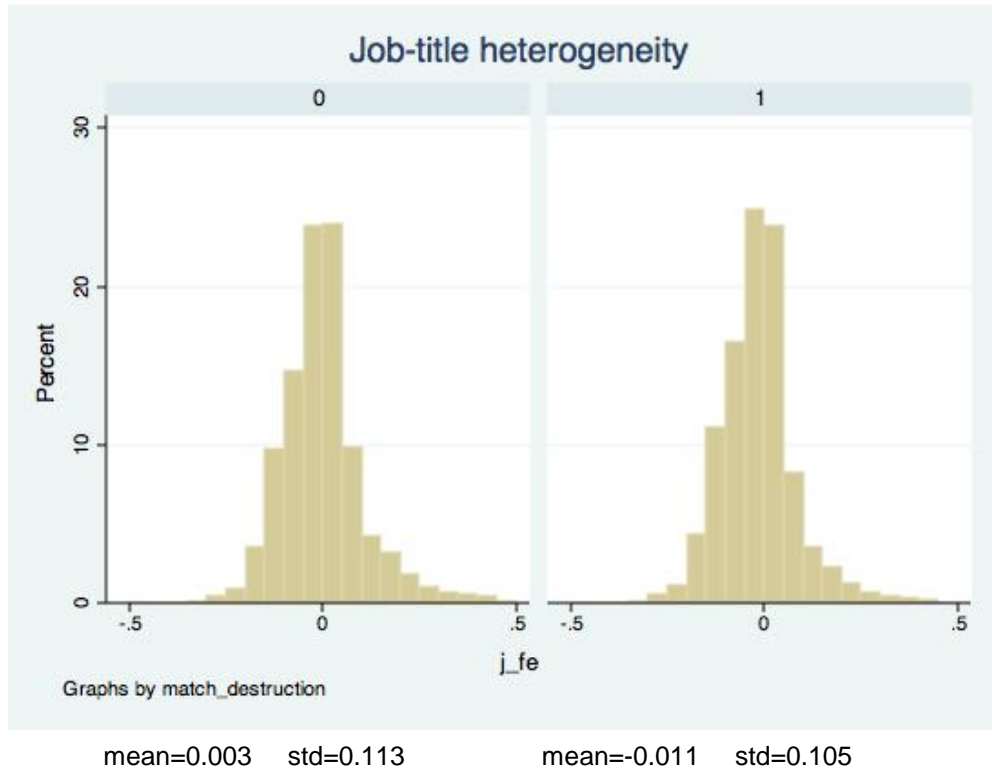 Job-title heterogeneity
0 1
30
20
10
0
Percent
-.5 0 .5 -.5 0 .5
j_fe
Graphs by match_destruction
mean=0.003 std=0.113 mean=-0.011 std=0.105